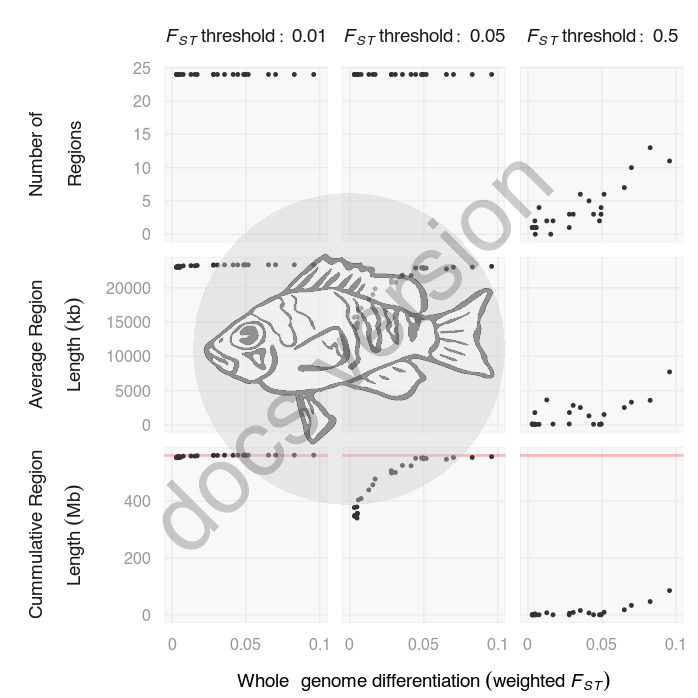 F_ST threshold : 0.01 F_ST threshold : 0.05 F_ST threshold : 0.5
Number of
Regions
25
20
15
10
5
0
Average Region
Length (kb)
20000
15000
10000
5000
0
Cummulative Region
Length (Mb)
400
200
0
0 0.05 0.1 0 0.05 0.1 0 0.05 0.1
Whole genome differentiation (weighted F_ST)
docs version